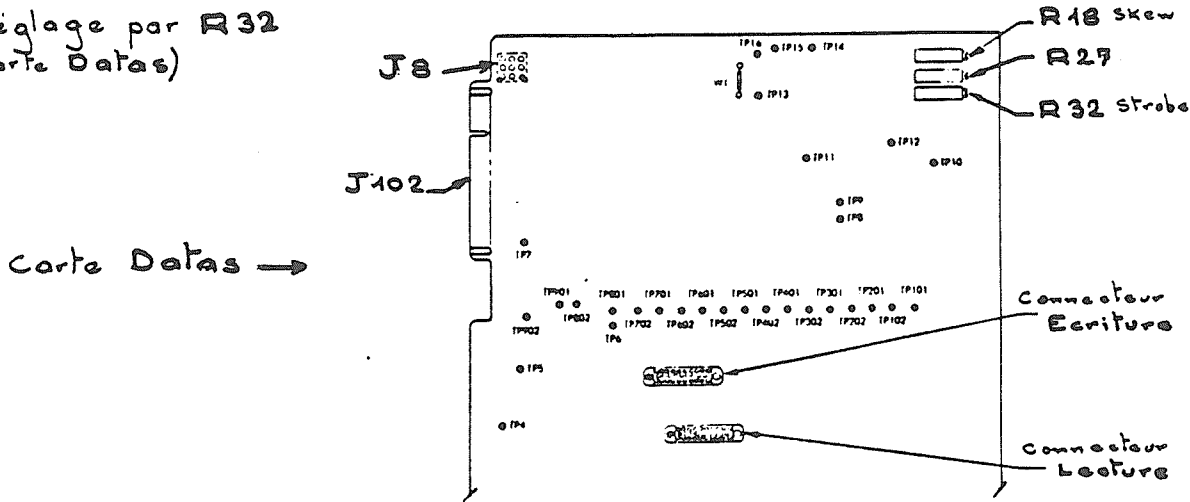 églage par R32
arte Datas)
R18 Skew
R27
R32 Strobe
J8
J102
Carte Datas
TP16
TP15
TP14
W1
TP13
TP12
TP11
TP10
TP9
TP8
TP7
TP901
TP801
TP701
TP601
TP501
TP401
TP301
TP201
TP101
TP902
TP802
TP702
TP602
TP502
TP402
TP302
TP202
TP102
TP6
TP5
TP4
Connecteur
Ecriture
Connecteur
Lecture